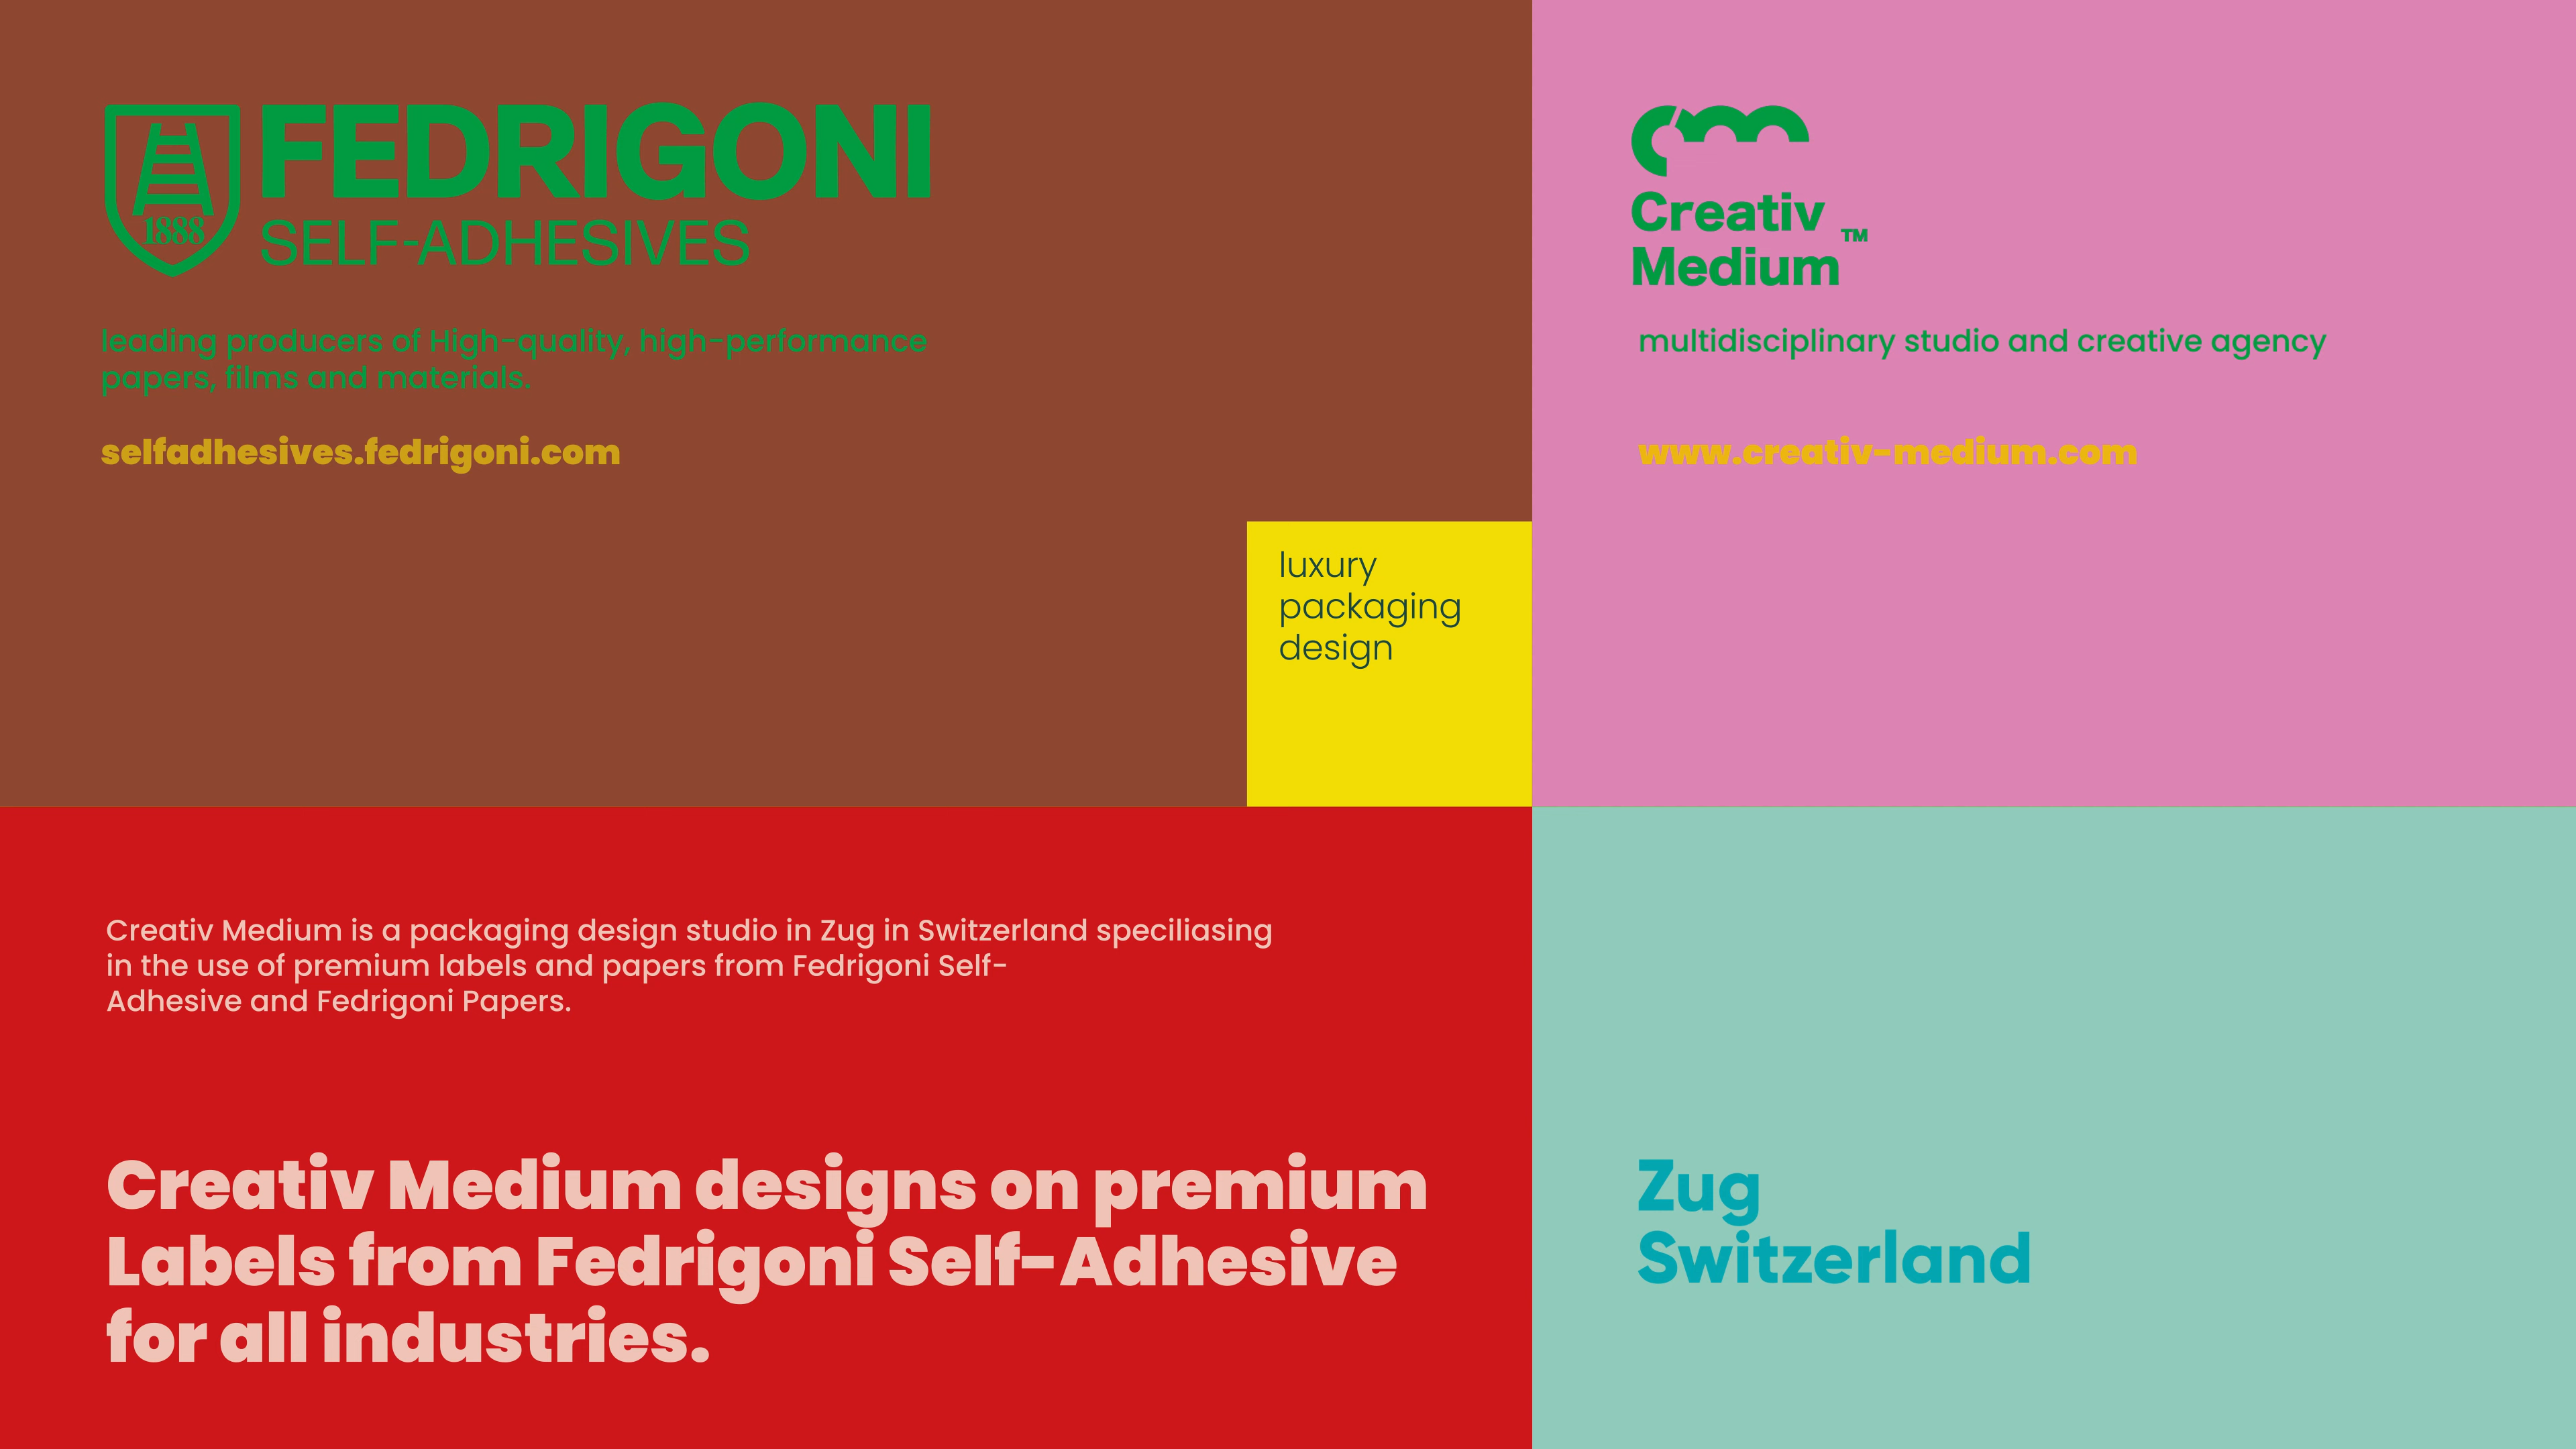 FEDRIGONI
SELF-ADHESIVES
1888
leading producers of High-quality, high-performance
papers, films and materials.
selfadhesives.fedrigoni.com
Creativ
Medium™
multidisciplinary studio and creative agency
www.creativ-medium.com
luxury
packaging
design
Creativ Medium is a packaging design studio in Zug in Switzerland speciliasing
in the use of premium labels and papers from Fedrigoni Self-
Adhesive and Fedrigoni Papers.
Creativ Medium designs on premium
Labels from Fedrigoni Self-Adhesive
for all industries.
Zug
Switzerland